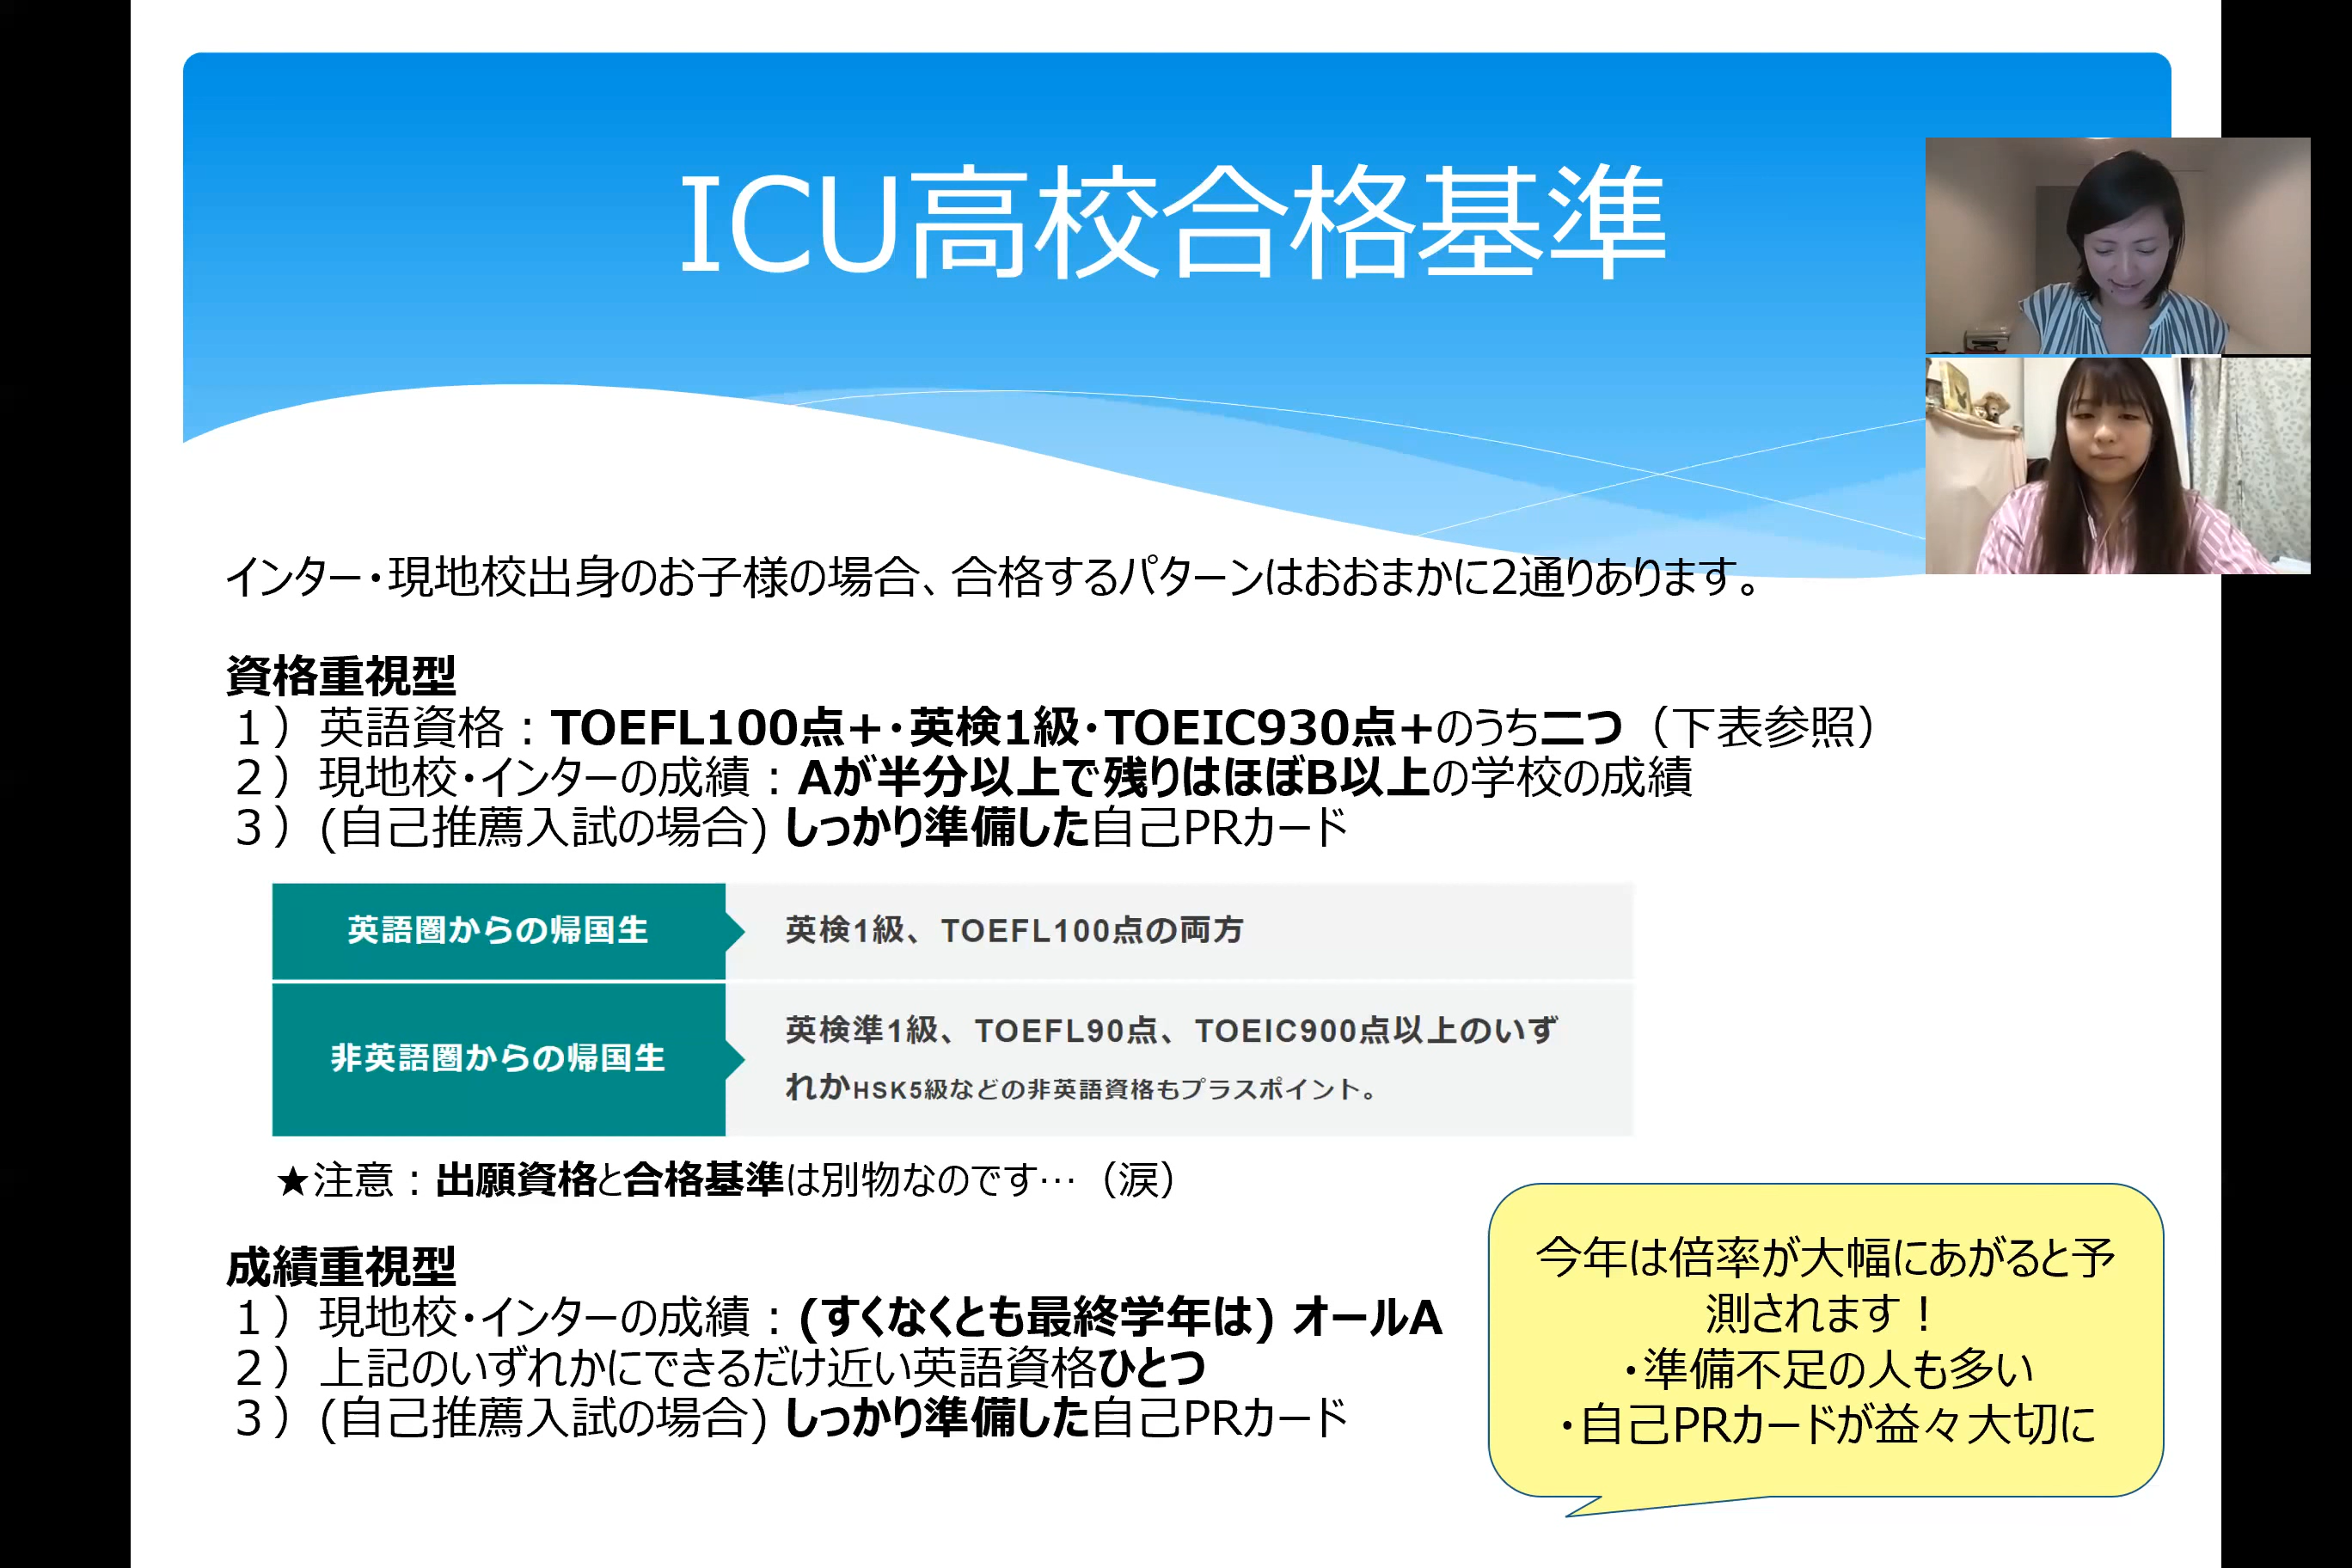 ICU高校合格基準
インター・現地校出身のお子様の場合、合格するパターンはおおまかに2通りあります。
資格重視型
１）英語資格：TOEFL100点+・英検1級・TOEIC930点+のうち二つ（下表参照）
２）現地校・インターの成績：Aが半分以上で残りはほぼB以上の学校の成績
３）(自己推薦入試の場合) しっかり準備した自己PRカード
英語圏からの帰国生
英検1級、TOEFL100点の両方
非英語圏からの帰国生
英検準1級、TOEFL90点、TOEIC900点以上のいず
れかHSK5級などの非英語資格もプラスポイント。
★注意：出願資格と合格基準は別物なのです…（涙）
成績重視型
１）現地校・インターの成績：(すくなくとも最終学年は) オールA
２）上記のいずれかにできるだけ近い英語資格ひとつ
３）(自己推薦入試の場合) しっかり準備した自己PRカード
今年は倍率が大幅にあがると予
測されます！
・準備不足の人も多い
・自己PRカードが益々大切に